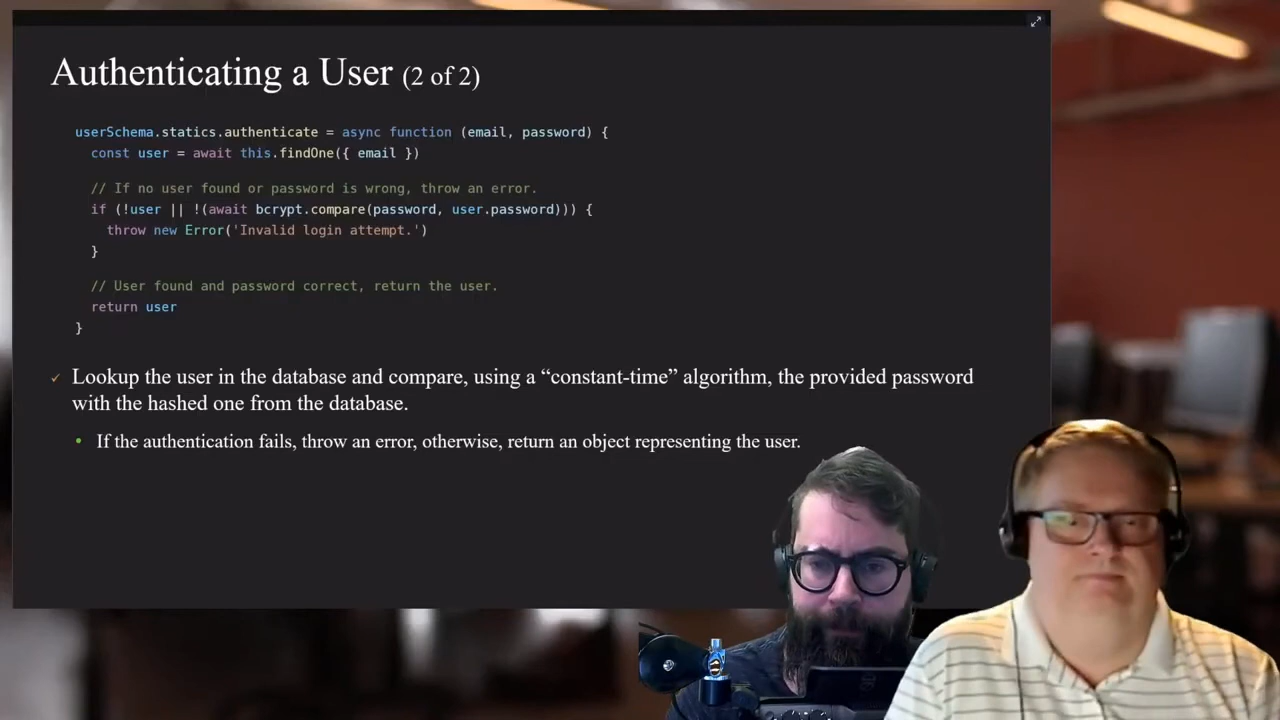 Authenticating a User (2 of 2)
userSchema.statics.authenticate = async function (email, password) {
const user = await this.findOne({ email })
// If no user found or password is wrong, throw an error.
if (!user || !(await bcrypt.compare(password, user.password))) {
throw new Error('Invalid login attempt.')
}
// User found and password correct, return the user.
return user
}
Lookup the user in the database and compare, using a “constant-time” algorithm, the provided password
with the hashed one from the database.
If the authentication fails, throw an error, otherwise, return an object representing the user.